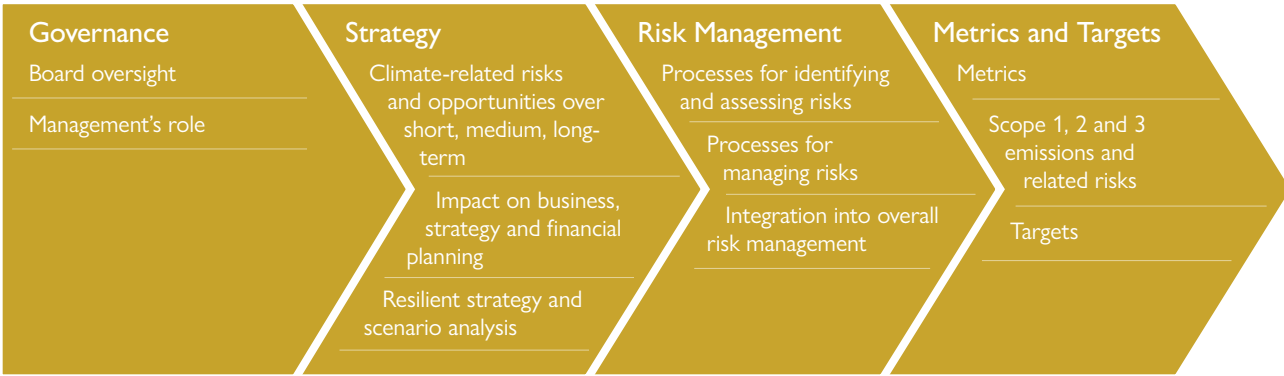 Governance
Board oversight
Management's role
Strategy
Climate-related risks
and opportunities over
short, medium, long-
term
Impact on business,
strategy and financial
planning
Resilient strategy and
scenario analysis
Risk Management
Processes for identifying
and assessing risks
Processes for
managing risks
Integration into overall
risk management
Metrics and Targets
Metrics
Scope 1, 2 and 3
emissions and
related risks
Targets